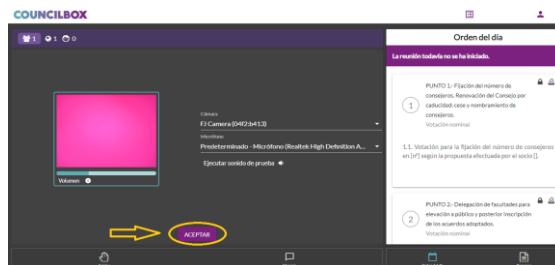 COUNCILBOX
1 1 0
Orden del día
La reunión todavía no se ha iniciado.
Cámara
FJ Camera (04f2:b413)
Micrófono
Predeterminado - Micrófono (Realtek High Definition A...
Ejecutar sonido de prueba
Volumen
ACEPTAR
1
PUNTO 1.- Fijación del número de
consejeros. Renovación del Consejo por
caducidad: cese y nombramiento de
consejeros.
Votación nominal
1.1. Votación para la fijación del número de consejeros
en [nº] según la propuesta efectuada por el socio [].
2
PUNTO 2.- Delegación de facultades para
elevación a público y posterior inscripción
de los acuerdos adoptados.
Votación nominal